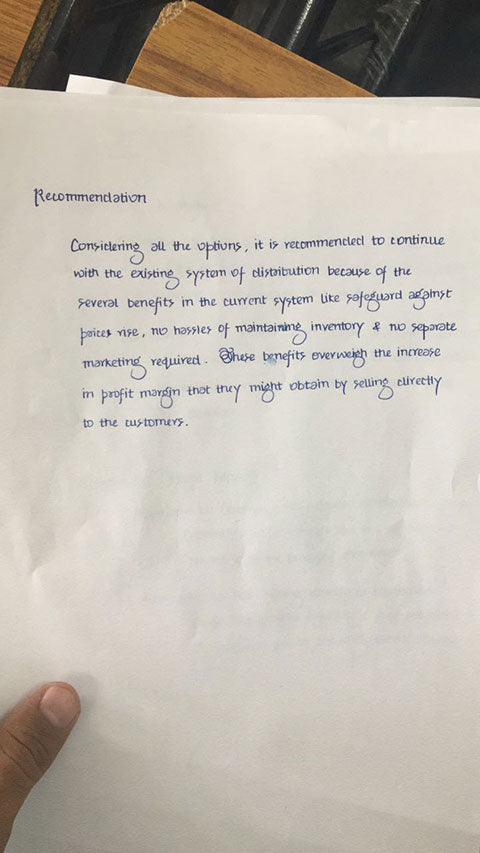 Recommendation
Considering all the options, it is recommended to continue
with the existing system of distribution because of the
several benefits in the current system like safeguard against
prices rise, no hassles of maintaining inventory & no separate
marketing required. These benefits overweigh the increase
in profit margin that they might obtain by selling directly
to the customers.